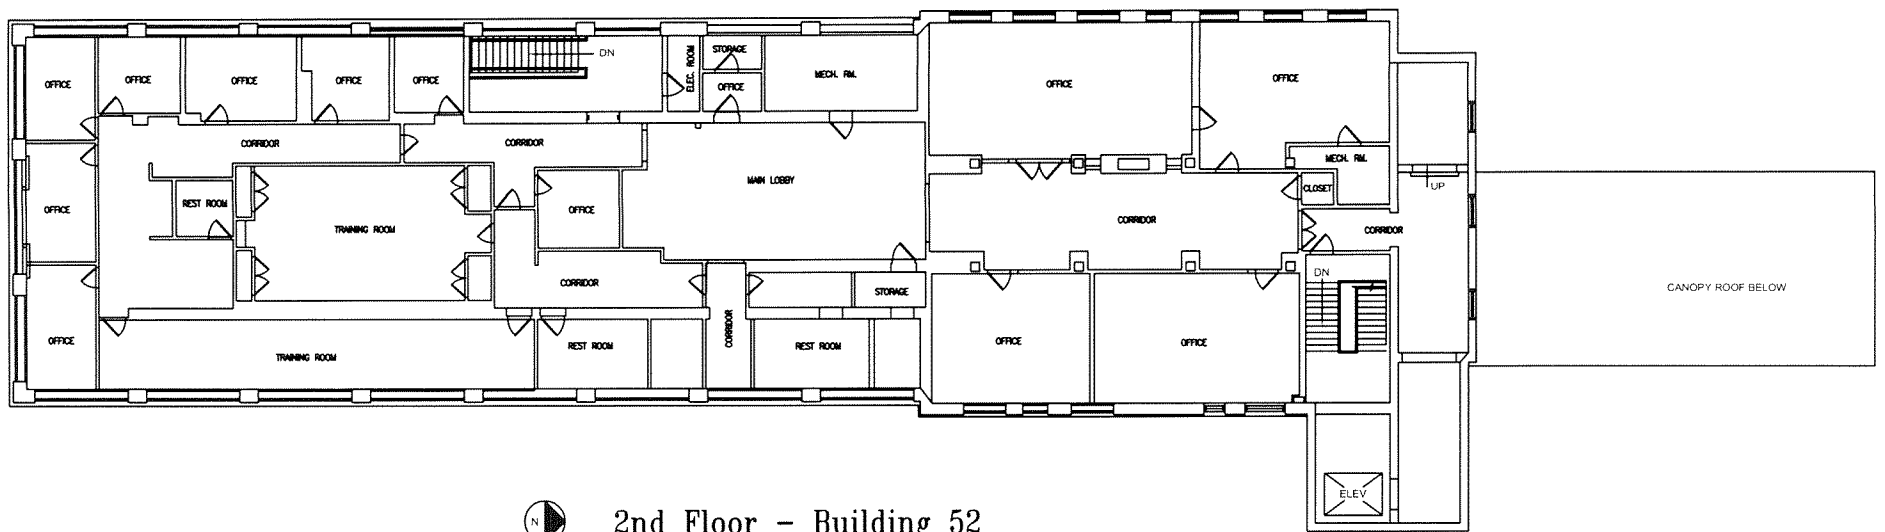 OFFICE
OFFICE
OFFICE
OFFICE
OFFICE
DN
ELEC. ROOM
STORAGE
OFFICE
MECH. RM.
OFFICE
OFFICE
CORRIDOR
CORRIDOR
MECH. RM.
MAIN LOBBY
CLOSET
UP
REST ROOM
OFFICE
OFFICE
CORRIDOR
CORRIDOR
TRAINING ROOM
CORRIDOR
STORAGE
DN
CANOPY ROOF BELOW
OFFICE
TRAINING ROOM
REST ROOM
CORRIDOR
REST ROOM
OFFICE
OFFICE
ELEV
N
2nd Floor - Building 52